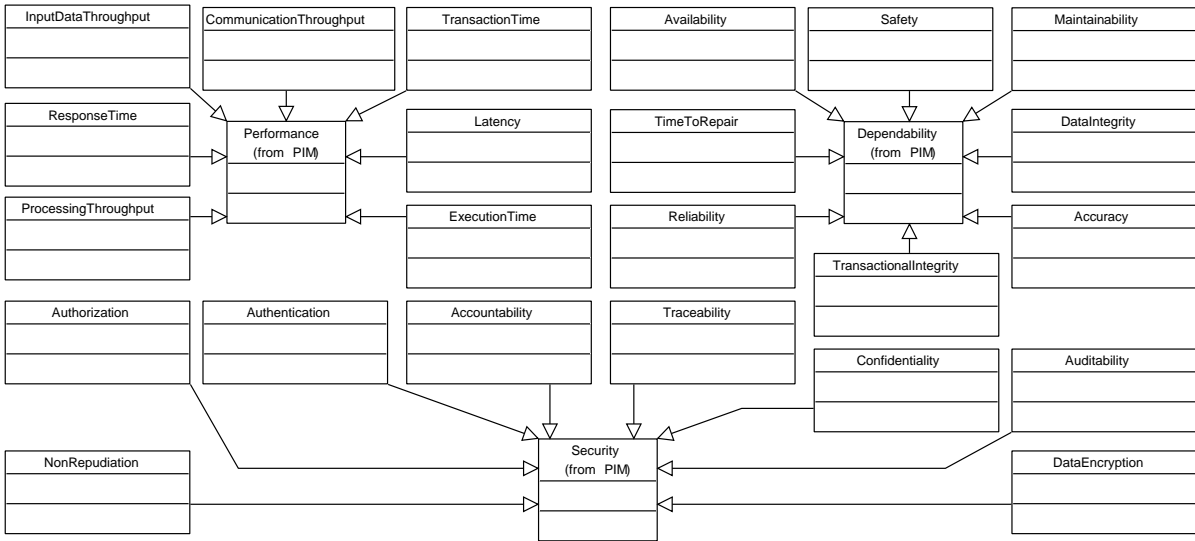 InputDataThroughput
CommunicationThroughput
TransactionTime
Availability
Safety
Maintainability
ResponseTime
Performance
(from PIM)
Latency
TimeToRepair
Dependability
(from PIM)
DataIntegrity
ProcessingThroughput
ExecutionTime
Reliability
Accuracy
TransactionalIntegrity
Authorization
Authentication
Accountability
Traceability
Confidentiality
Auditability
NonRepudiation
Security
(from PIM)
DataEncryption